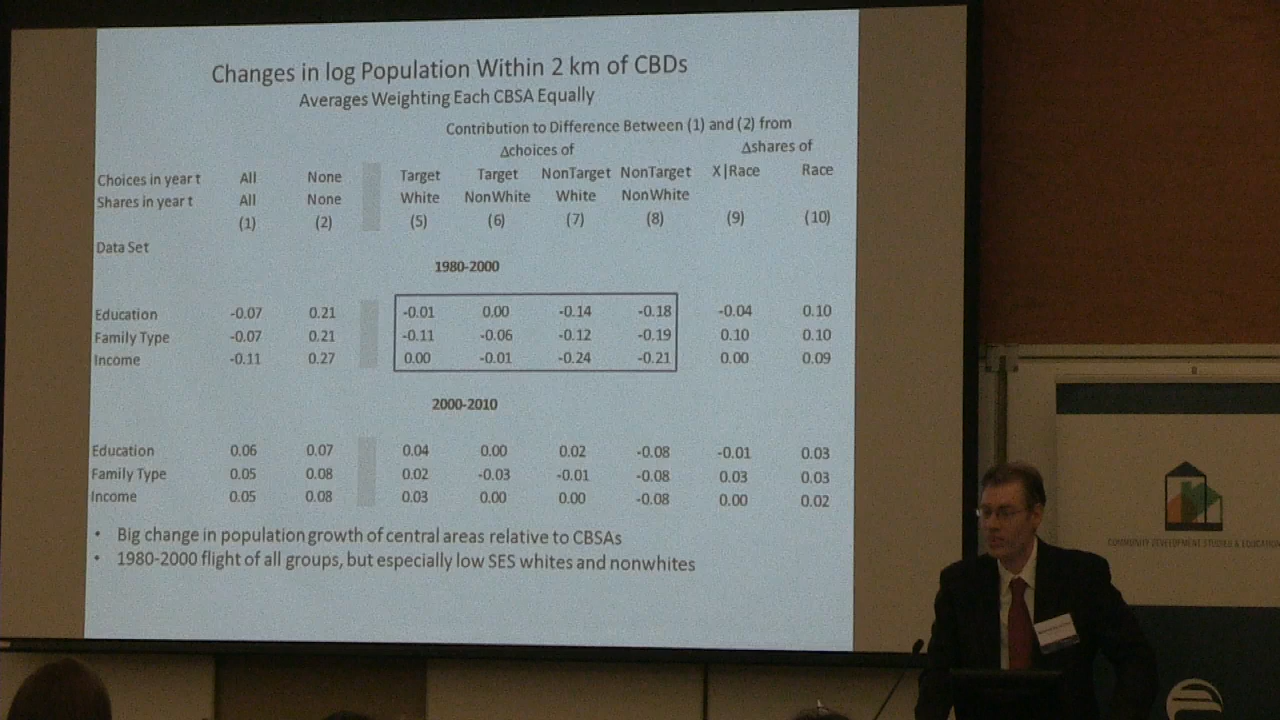 Changes in log Population Within 2 km of CBDs
Averages Weighting Each CBSA Equally
Contribution to Difference Between (1) and (2) from
Δchoices of Δshares of
Choices in year t All None Target Target NonTarget NonTarget X|Race Race
Shares in year t All None White NonWhite White NonWhite
(1) (2) (5) (6) (7) (8) (9) (10)
Data Set
1980-2000
Education -0.07 0.21 -0.01 0.00 -0.14 -0.18 -0.04 0.10
Family Type -0.07 0.21 -0.11 -0.06 -0.12 -0.19 0.10 0.10
Income -0.11 0.27 0.00 -0.01 -0.24 -0.21 0.00 0.09
2000-2010
Education 0.06 0.07 0.04 0.00 0.02 -0.08 -0.01 0.03
Family Type 0.05 0.08 0.02 -0.03 -0.01 -0.08 0.03 0.03
Income 0.05 0.08 0.03 0.00 0.00 -0.08 0.00 0.02
• Big change in population growth of central areas relative to CBSAs
• 1980-2000 flight of all groups, but especially low SES whites and nonwhites
COMMUNITY DEVELOPMENT STUDIES & EDUCATION